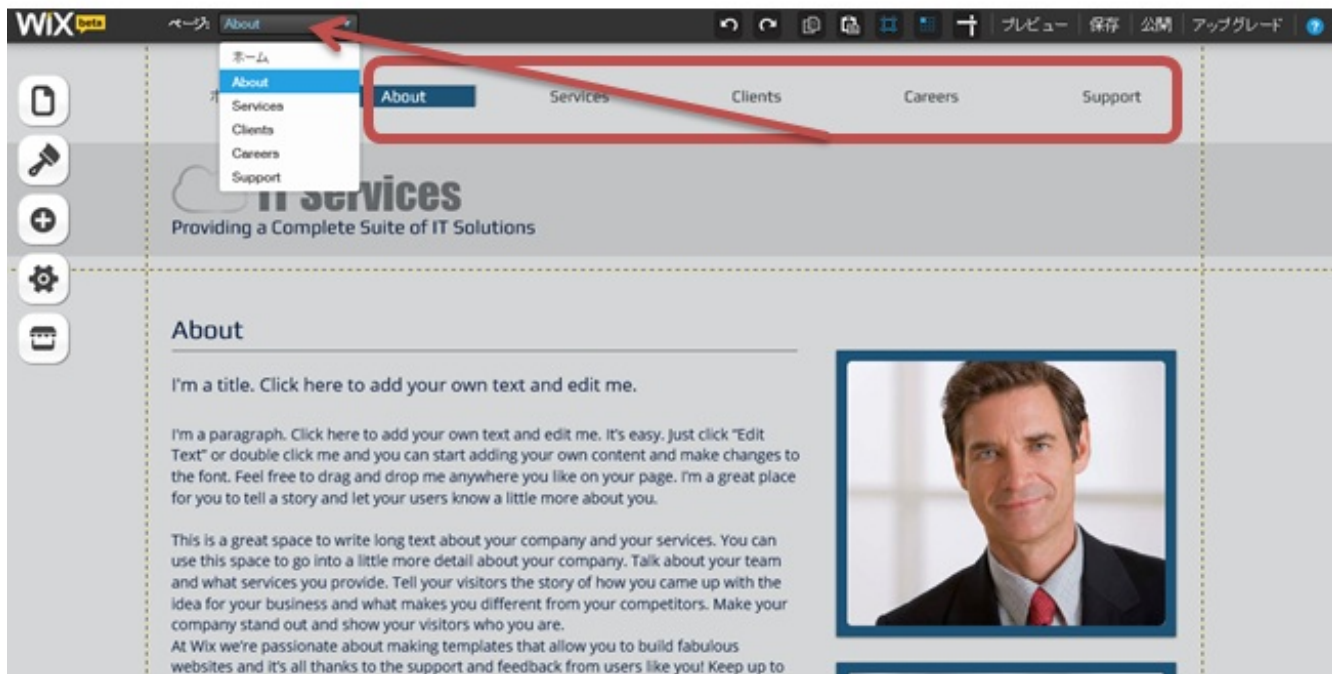 WiX beta ページ: About プレビュー 保存 公開 アップグレード ?
ホーム
About
Services
Clients
Careers
Support
About Services Clients Careers Support
IT Services
Providing a Complete Suite of IT Solutions
About
I'm a title. Click here to add your own text and edit me.
I'm a paragraph. Click here to add your own text and edit me. It's easy. Just click “Edit
Text” or double click me and you can start adding your own content and make changes to
the font. Feel free to drag and drop me anywhere you like on your page. I'm a great place
for you to tell a story and let your users know a little more about you.
This is a great space to write long text about your company and your services. You can
use this space to go into a little more detail about your company. Talk about your team
and what services you provide. Tell your visitors the story of how you came up with the
idea for your business and what makes you different from your competitors. Make your
company stand out and show your visitors who you are.
At Wix we're passionate about making templates that allow you to build fabulous
websites and it's all thanks to the support and feedback from users like you! Keep up to